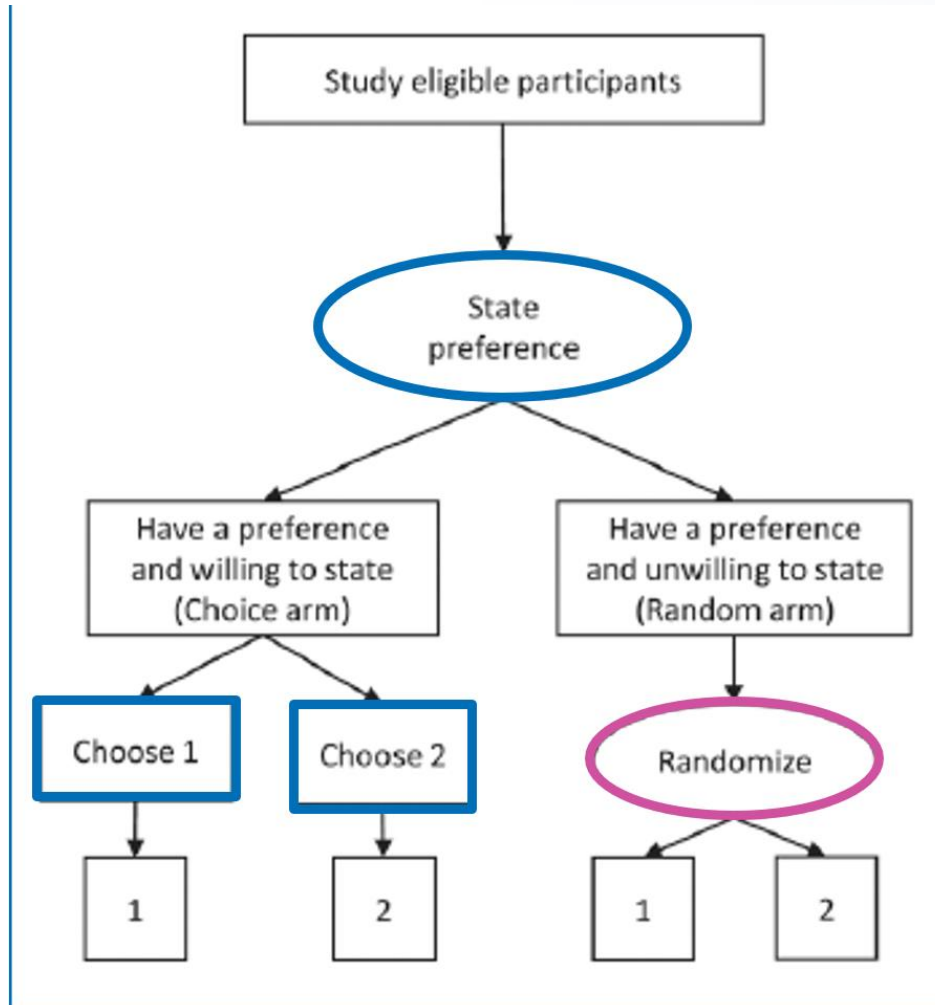 Study eligible participants
State
preference
Have a preference
and willing to state
(Choice arm)
Have a preference
and unwilling to state
(Random arm)
Choose 1
Choose 2
Randomize
1
2
1
2